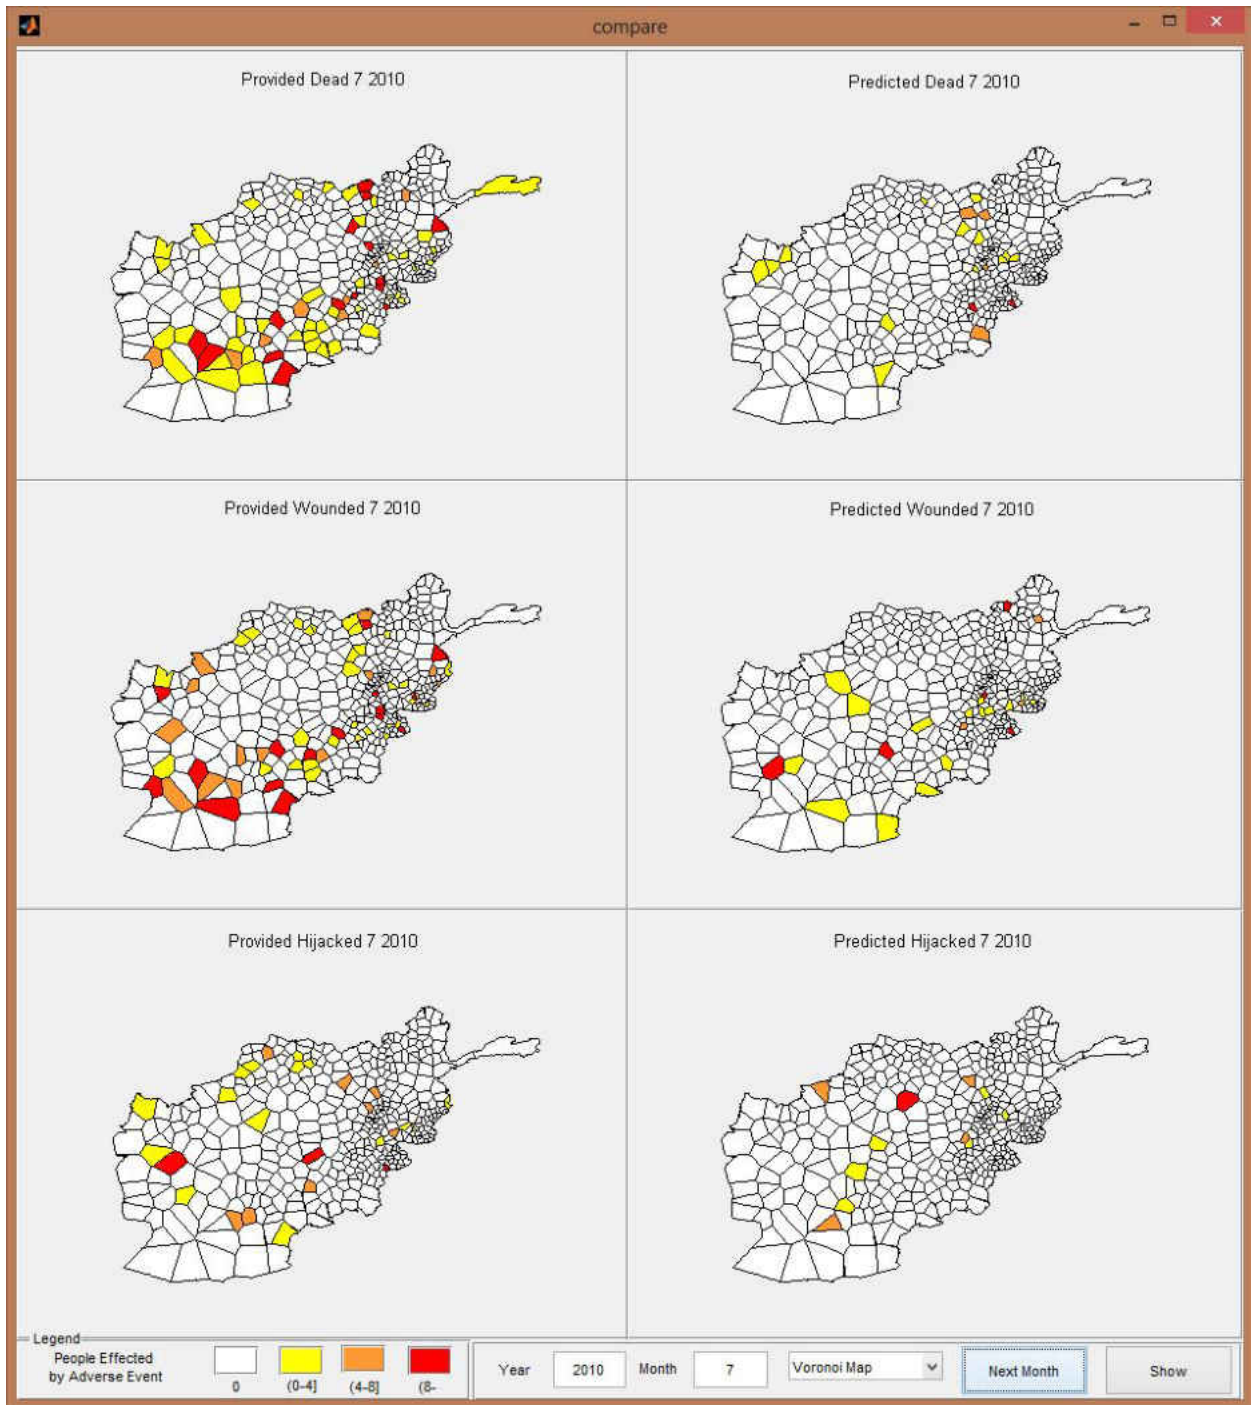 compare
Provided Dead 7 2010
Predicted Dead 7 2010
Provided Wounded 7 2010
Predicted Wounded 7 2010
Provided Hijacked 7 2010
Predicted Hijacked 7 2010
Legend
People Effected
by Adverse Event
0
(0-4]
(4-8]
(8-
Year
2010
Month
7
Voronoi Map
Next Month
Show